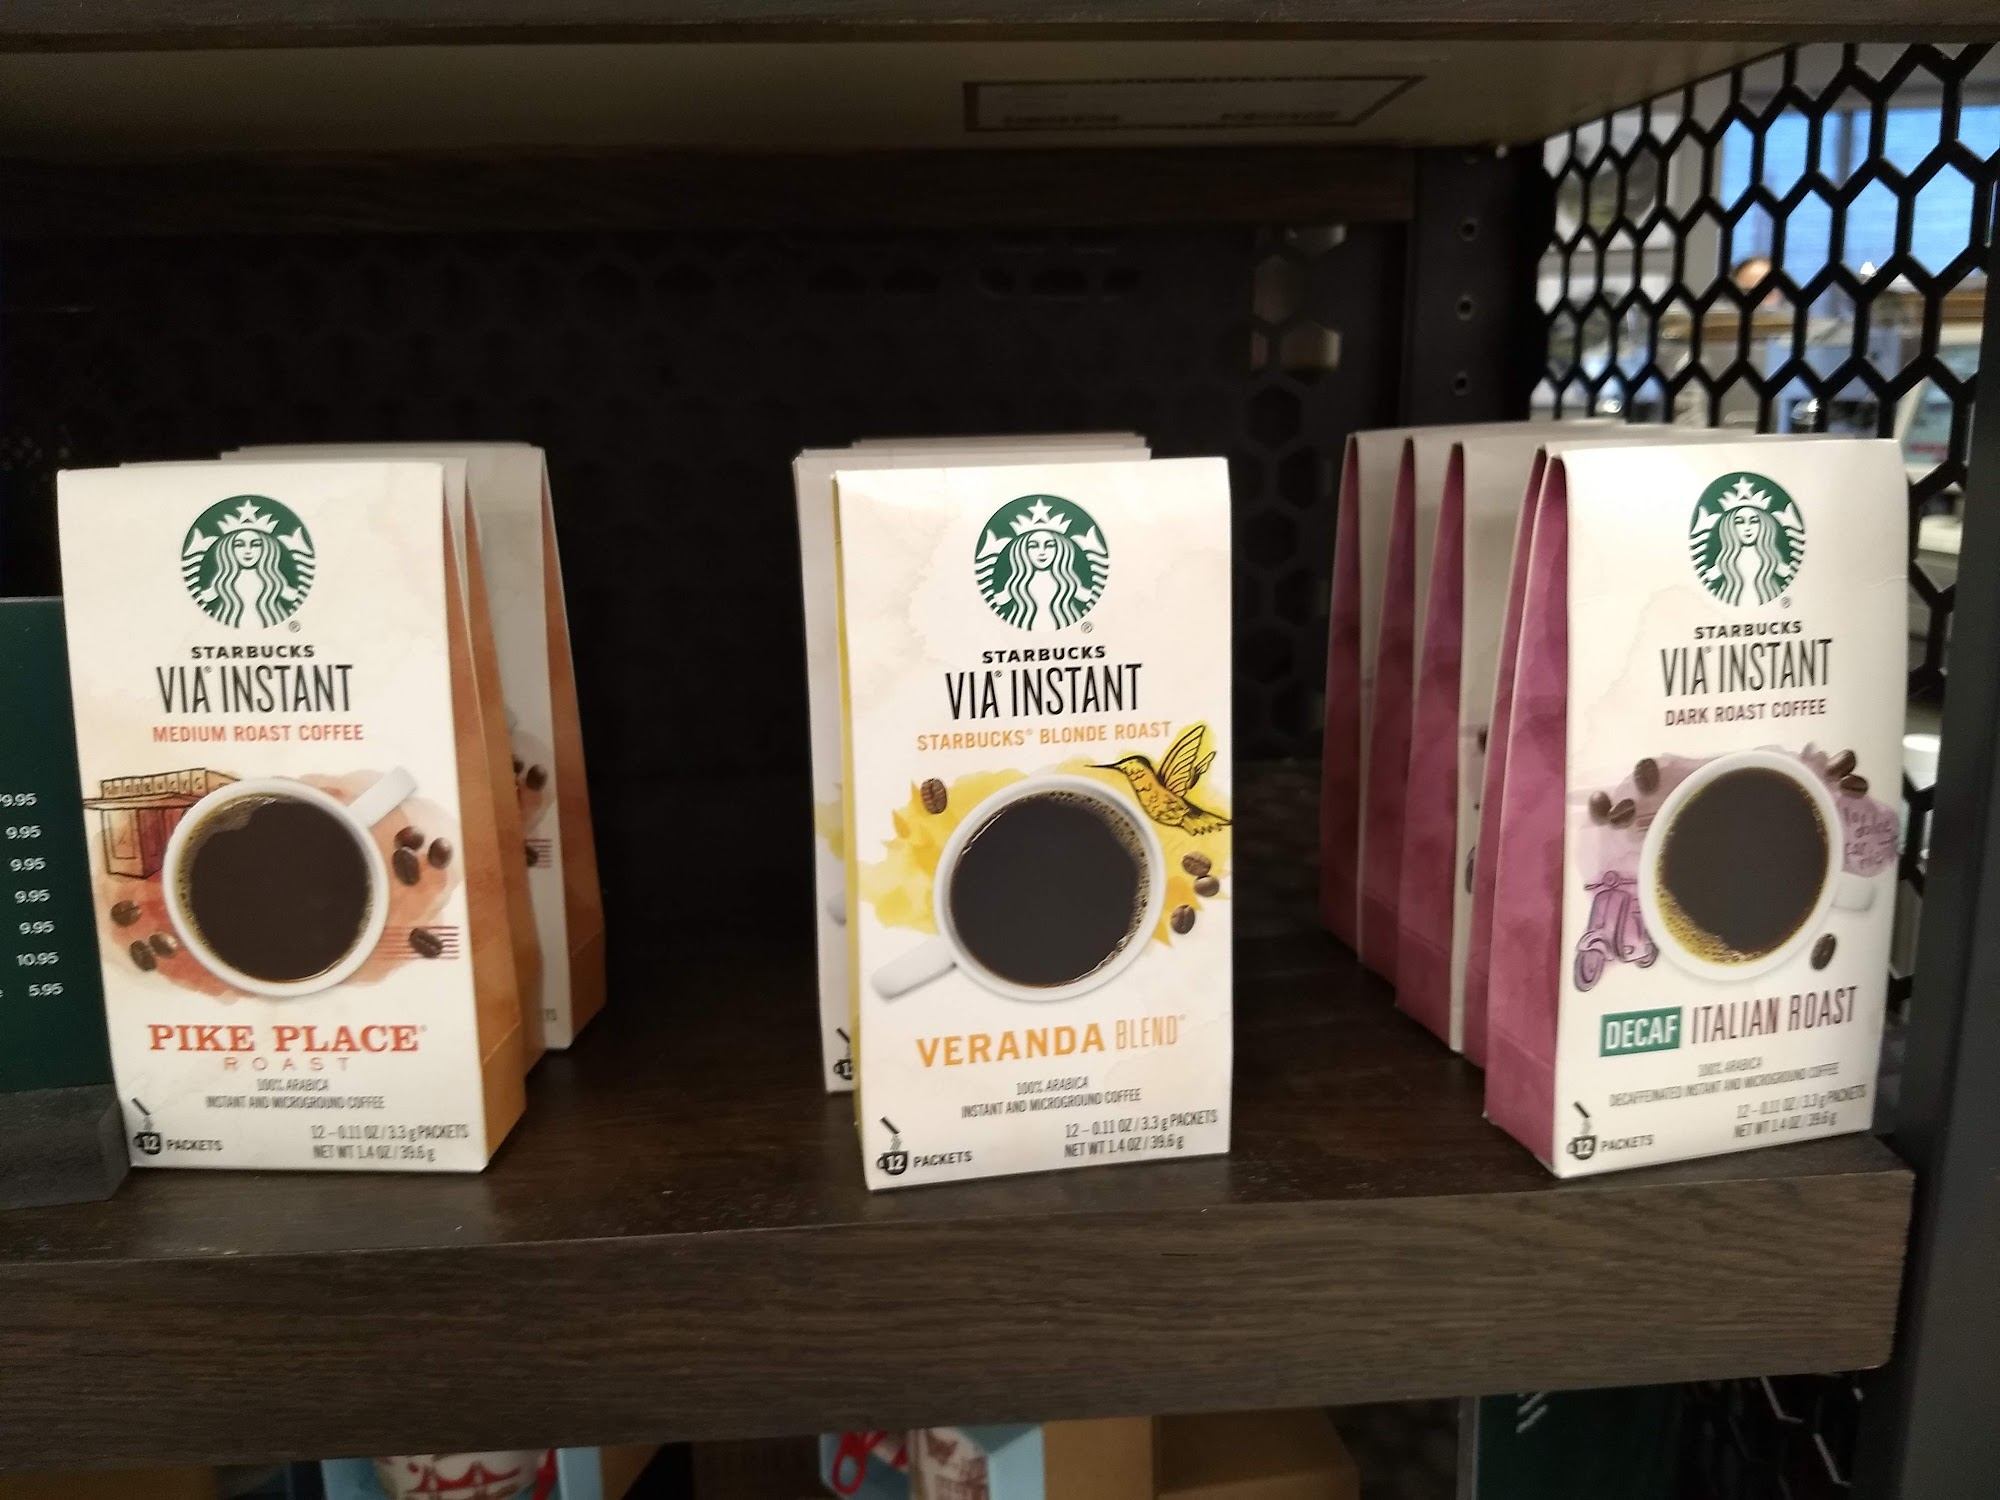 9.95
9.95
9.95
9.95
9.95
10.95
5.95
STARBUCKS
VIA® INSTANT
MEDIUM ROAST COFFEE
PIKE PLACE®
ROAST
100% ARABICA
INSTANT AND MICROGROUND COFFEE
12 PACKETS
12 – 0.11 OZ / 3.3 g PACKETS
NET WT 1.4 OZ / 39.6 g
STARBUCKS
VIA® INSTANT
STARBUCKS® BLONDE ROAST
VERANDA BLEND®
100% ARABICA
INSTANT AND MICROGROUND COFFEE
12 PACKETS
12 – 0.11 OZ / 3.3 g PACKETS
NET WT 1.4 OZ / 39.6 g
STARBUCKS
VIA® INSTANT
DARK ROAST COFFEE
DECAF ITALIAN ROAST
100% ARABICA
DECAFFEINATED INSTANT AND MICROGROUND COFFEE
12 PACKETS
12 – 0.11 OZ / 3.3 g PACKETS
NET WT 1.4 OZ / 39.6 g